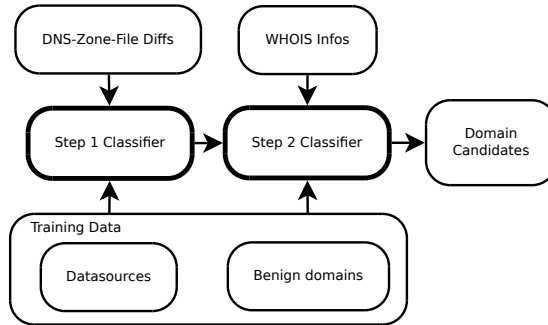 DNS-Zone-File Diffs
WHOIS Infos
Step 1 Classifier
Step 2 Classifier
Domain
Candidates
Training Data
Datasources
Benign domains